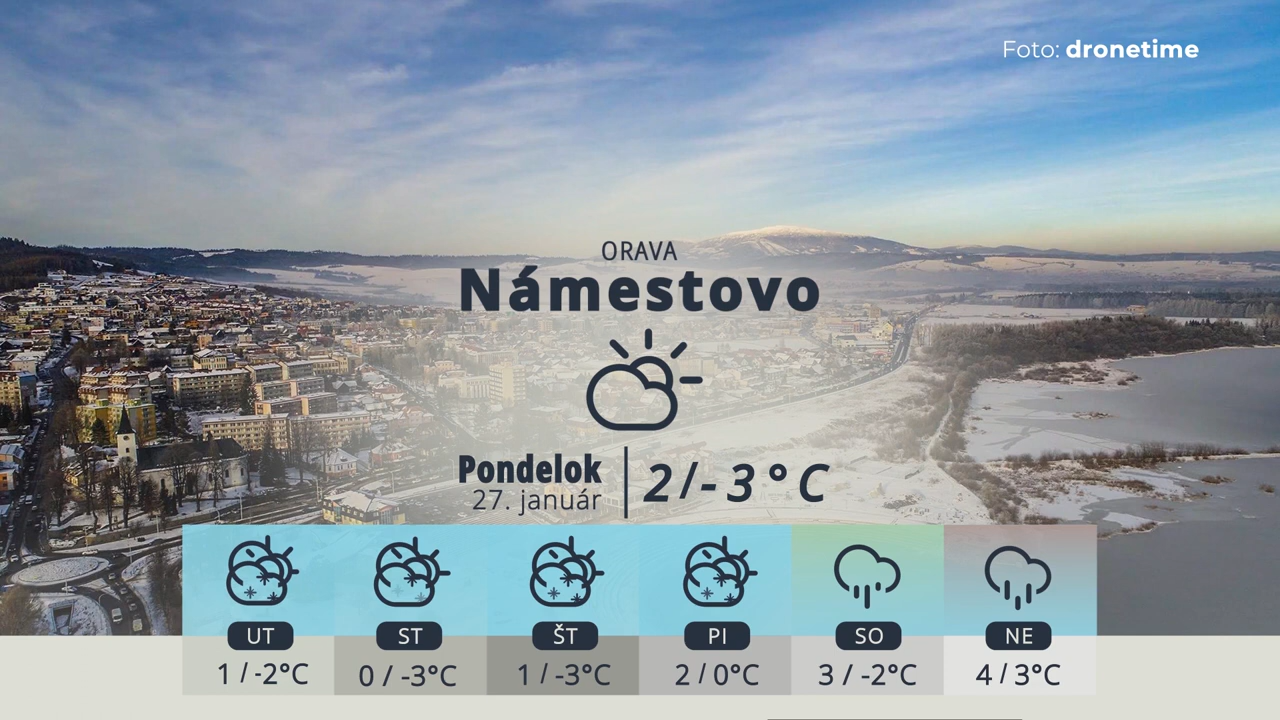 Foto: dronetime
ORAVA
Námestovo
Pondelok
27. január
2/-3°C
UT
ST
ŠT
PI
SO
NE
1 / -2°C
0 / -3°C
1 / -3°C
2 / 0°C
3 / -2°C
4 / 3°C